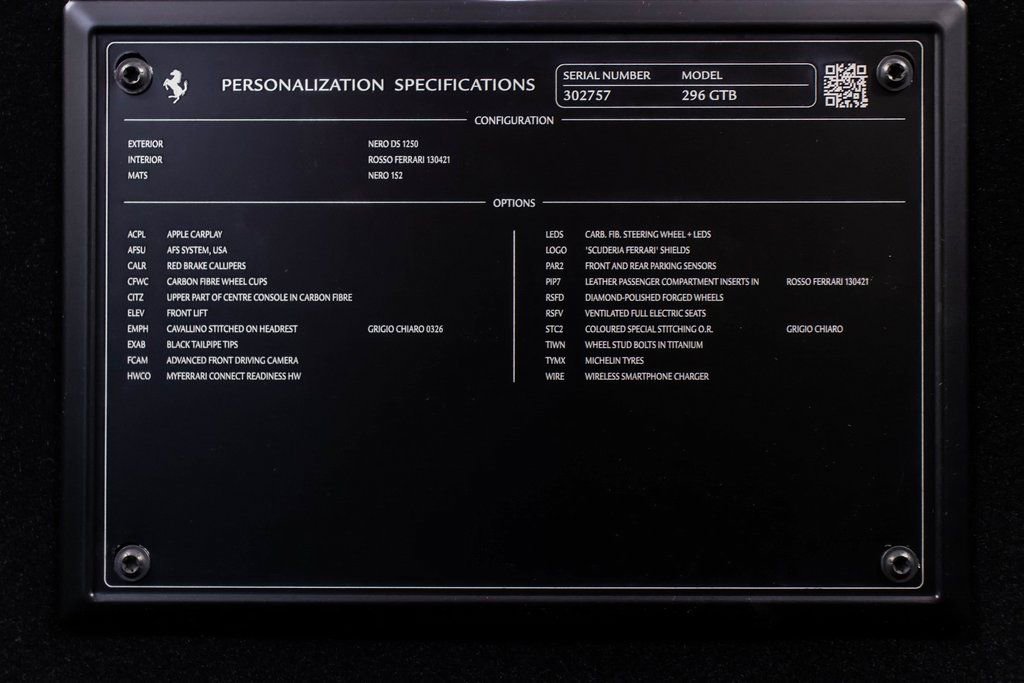 PERSONALIZATION SPECIFICATIONS
SERIAL NUMBER MODEL
302757 296 GTB
CONFIGURATION
EXTERIOR NERO DS 1250
INTERIOR ROSSO FERRARI 130421
MATS NERO 152
OPTIONS
ACPL APPLE CARPLAY
AFSU AFS SYSTEM, USA
CALR RED BRAKE CALLIPERS
CFWC CARBON FIBRE WHEEL CUPS
CITZ UPPER PART OF CENTRE CONSOLE IN CARBON FIBRE
ELEV FRONT LIFT
EMPH CAVALLINO STITCHED ON HEADREST GRIGIO CHIARO 0326
EXAB BLACK TAILPIPE TIPS
FCAM ADVANCED FRONT DRIVING CAMERA
HWCO MYFERRARI CONNECT READINESS HW
LEDS CARB. FIB. STEERING WHEEL + LEDS
LOGO 'SCUDERIA FERRARI' SHIELDS
PAR2 FRONT AND REAR PARKING SENSORS
PIP7 LEATHER PASSENGER COMPARTMENT INSERTS IN ROSSO FERRARI 130421
RSFD DIAMOND-POLISHED FORGED WHEELS
RSFV VENTILATED FULL ELECTRIC SEATS
STC2 COLOURED SPECIAL STITCHING O.R. GRIGIO CHIARO
TIWN WHEEL STUD BOLTS IN TITANIUM
TYMX MICHELIN TYRES
WIRE WIRELESS SMARTPHONE CHARGER